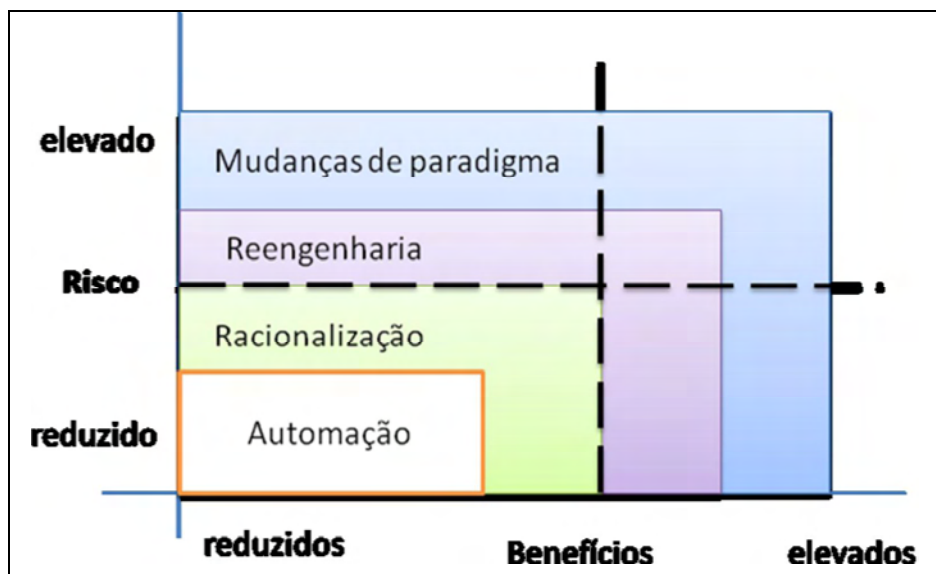 elevado
Mudanças de paradigma
Reengenharia
Risco
Racionalização
reduzido
Automação
reduzidos
Benefícios
elevados